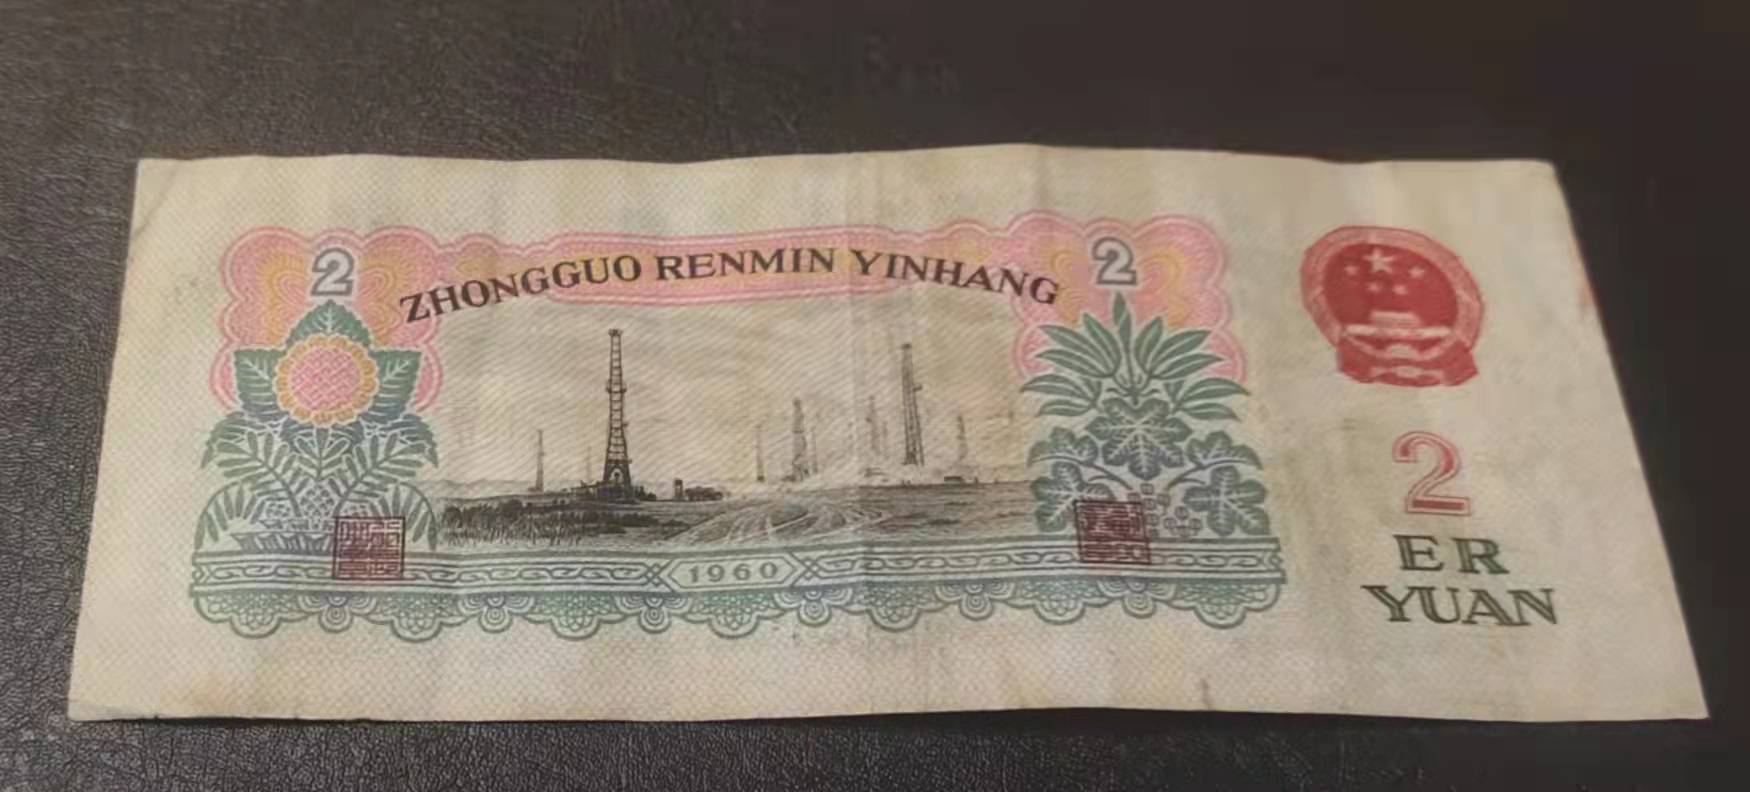 2
ZHONGGUO RENMIN YINHANG
2
1960
2
ER
YUAN